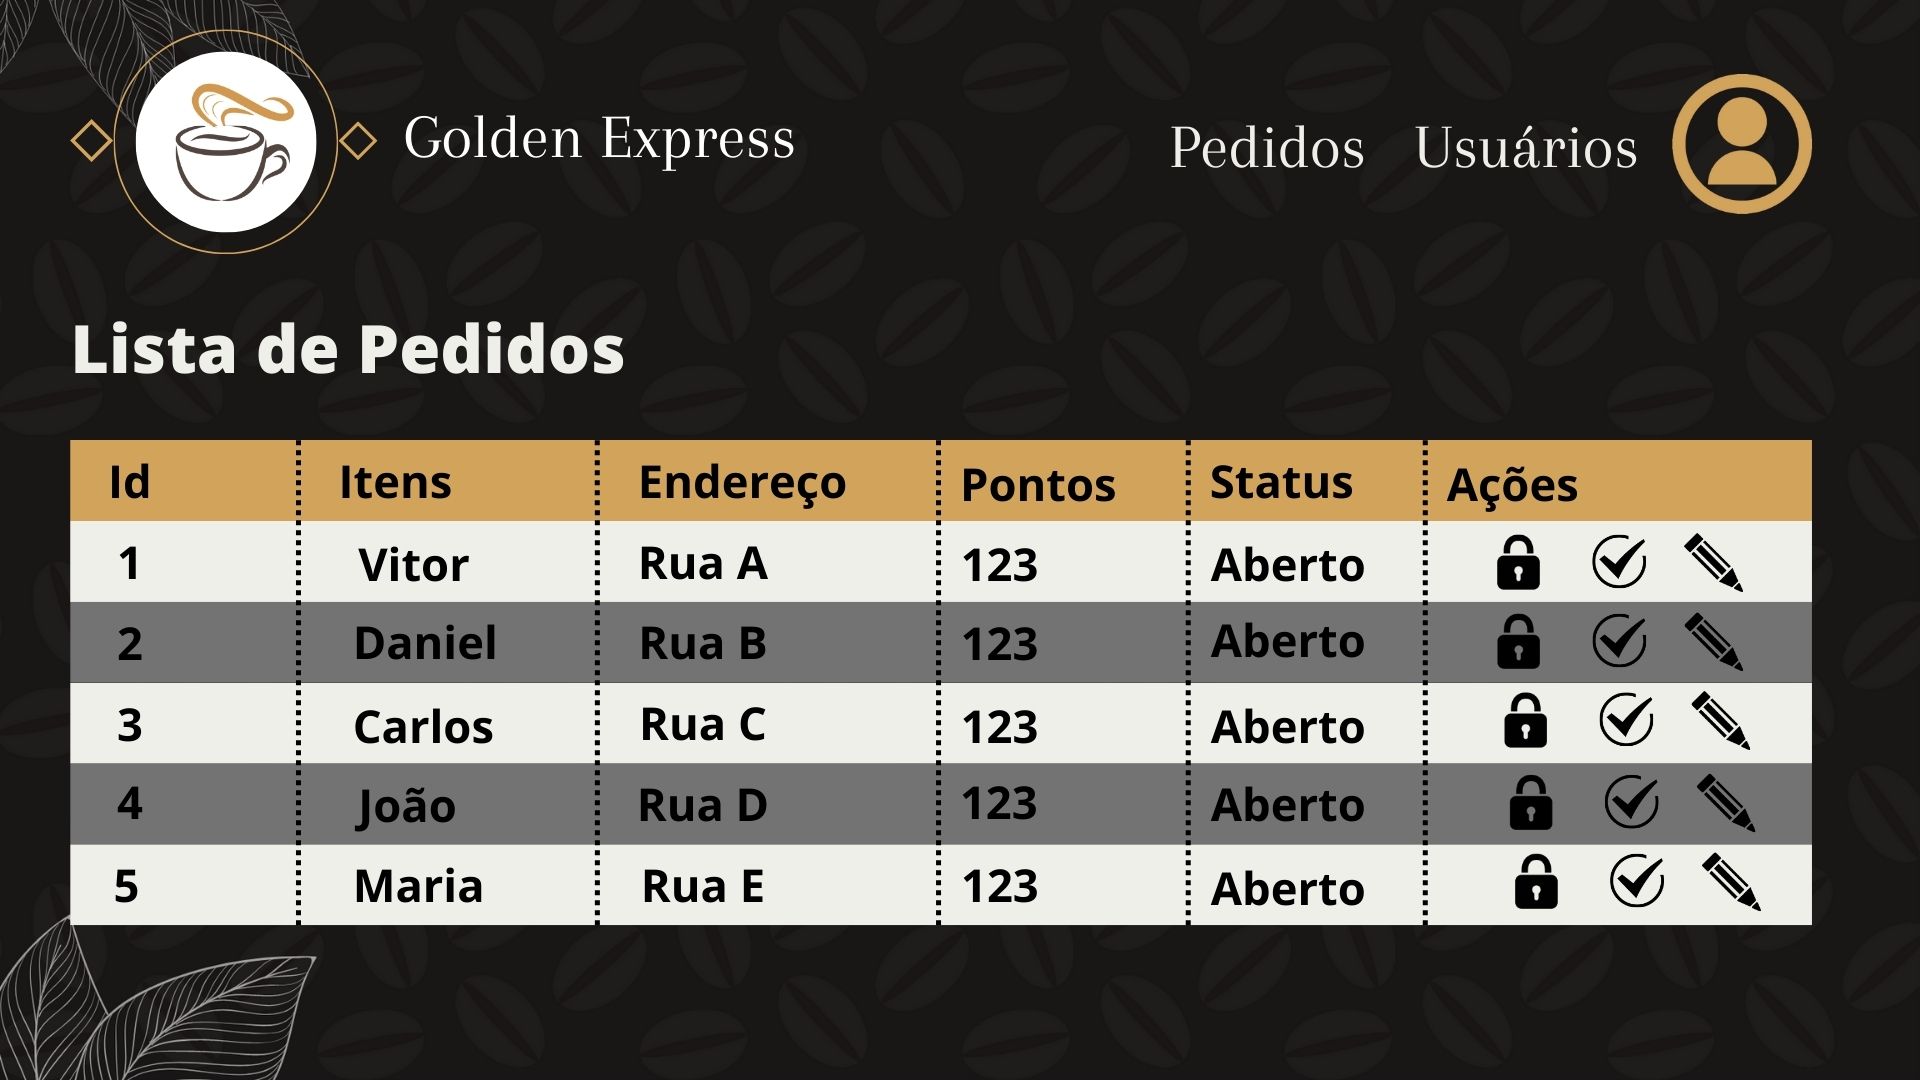 Golden Express
Pedidos Usuários
Lista de Pedidos
Id Itens Endereço Pontos Status Ações
1 Vitor Rua A 123 Aberto
2 Daniel Rua B 123 Aberto
3 Carlos Rua C 123 Aberto
4 João Rua D 123 Aberto
5 Maria Rua E 123 Aberto